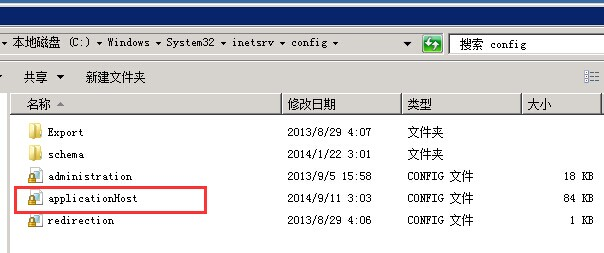 本地磁盘 (C:) Windows System32 inetsrv config 搜索 config
共享 新建文件夹
名称 修改日期 类型 大小
Export 2013/8/29 4:07 文件夹
schema 2014/1/22 3:01 文件夹
administration 2013/9/5 15:58 CONFIG 文件 18 KB
applicationHost 2014/9/11 3:03 CONFIG 文件 84 KB
redirection 2013/8/29 4:06 CONFIG 文件 1 KB